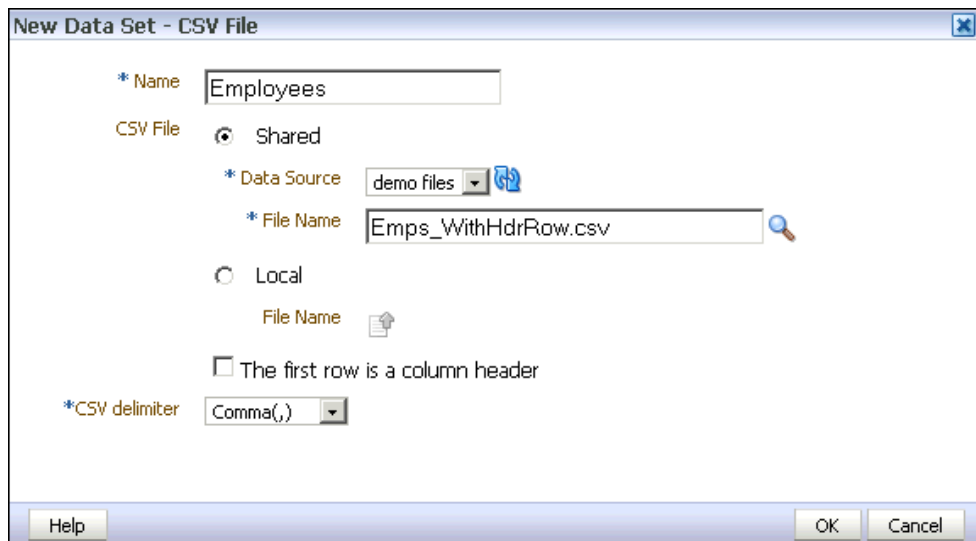 New Data Set - CSV File
* Name Employees
CSV File Shared
* Data Source demo files
* File Name Emps_WithHdrRow.csv
Local
File Name
The first row is a column header
*CSV delimiter Comma(,)
Help OK Cancel